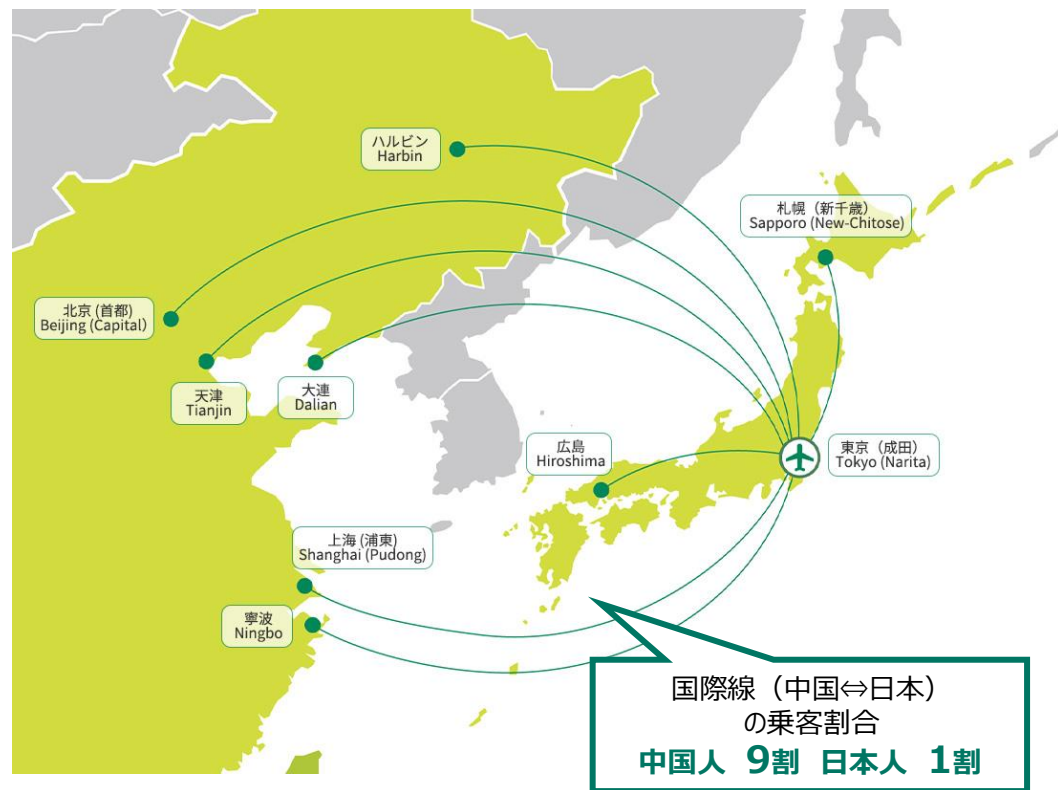 ハルビン
Harbin
札幌（新千歳）
Sapporo (New-Chitose)
北京 (首都)
Beijing (Capital)
天津
Tianjin
大連
Dalian
広島
Hiroshima
東京（成田）
Tokyo (Narita)
上海 (浦東)
Shanghai (Pudong)
寧波
Ningbo
国際線（中国⇔日本）
の乗客割合
中国人 9割 日本人 1割